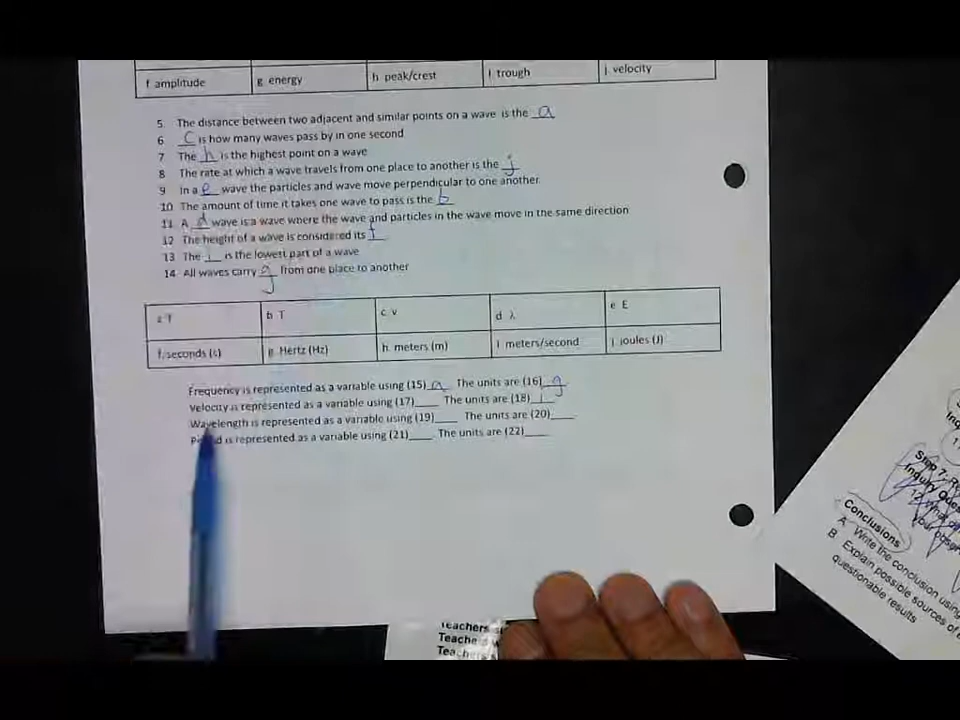 f. amplitude g. energy h. peak/crest i. trough j. velocity
5. The distance between two adjacent and similar points on a wave is the a
6. C is how many waves pass by in one second
7. The h is the highest point on a wave
8. The rate at which a wave travels from one place to another is the j
9. In a e wave the particles and wave move perpendicular to one another.
10. The amount of time it takes one wave to pass is the b
11. A d wave is a wave where the wave and particles in the wave move in the same direction
12. The height of a wave is considered its f
13. The i is the lowest part of a wave
14. All waves carry g from one place to another
a. f b. T c. v d. λ e. E
f. seconds (s) g. Hertz (Hz) h. meters (m) i. meters/second j. joules (J)
Frequency is represented as a variable using (15) a The units are (16) g
Velocity is represented as a variable using (17)____ The units are (18) i
Wavelength is represented as a variable using (19)____ The units are (20)____
is represented as a variable using (21)____ The units are (22)____
Step 7.
Conclusions
A. Write the conclusion using
B. Explain possible sources of
questionable results
Teachers
Teache
Tea